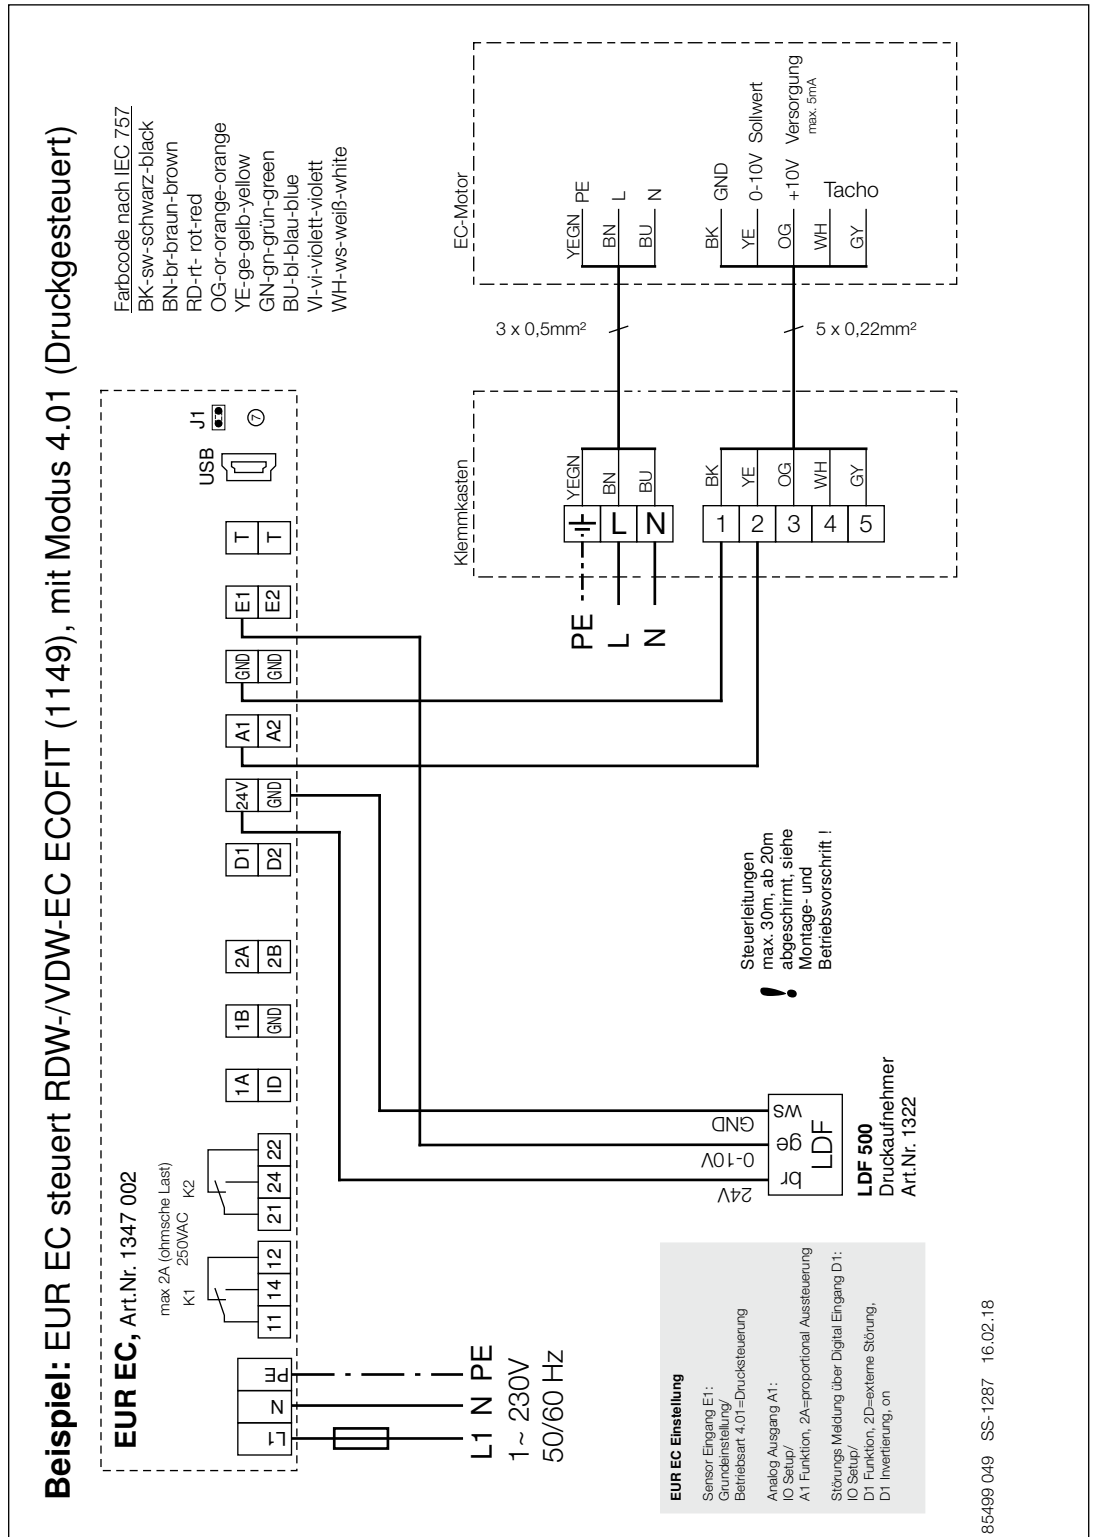 Beispiel: EUR EC steuert RDW-/VDW-EC ECOFIT (1149), mit Modus 4.01 (Druckgesteuert)
EUR EC, Art.Nr. 1347 002
max 2A (ohmsche Last)
K1 250VAC K2
L1 N PE
11 14 12
21 24 22
1A ID
1B GND
2A 2B
D1 D2
24V GND
A1 A2
GND GND
E1 E2
T T
USB
J1
7
Farbcode nach IEC 757
BK-sw-schwarz-black
BN-br-braun-brown
RD-rt- rot-red
OG-or-orange-orange
YE-ge-gelb-yellow
GN-gn-grün-green
BU-bl-blau-blue
VI-vi-violett-violett
WH-ws-weiß-white
L1 N PE
1~ 230V
50/60 Hz
24V
0-10V
GND
br ge ws
LDF
LDF 500
Druckaufnehmer
Art.Nr. 1322
Steuerleitungen
max. 30m, ab 20m
abgeschirmt, siehe
Montage- und
Betriebsvorschrift !
PE
L
N
Klemmkasten
YEGN
BN
BU
L
N
1
2
3
4
5
BK
YE
OG
WH
GY
3 x 0,5mm²
5 x 0,22mm²
EC-Motor
YEGN PE
BN L
BU N
BK GND
YE 0-10V Sollwert
OG +10V Versorgung
max. 5mA
WH
Tacho
GY
EUR EC Einstellung
Sensor Eingang E1:
Grundeinstellung/
Betriebsart 4.01=Drucksteuerung
Analog Ausgang A1:
IO Setup/
A1 Funktion, 2A=proportional Aussteuerung
Störungs Meldung über Digital Eingang D1:
IO Setup/
D1 Funktion, 2D=externe Störung,
D1 Invertierung, on
85499 049 SS-1287 16.02.18